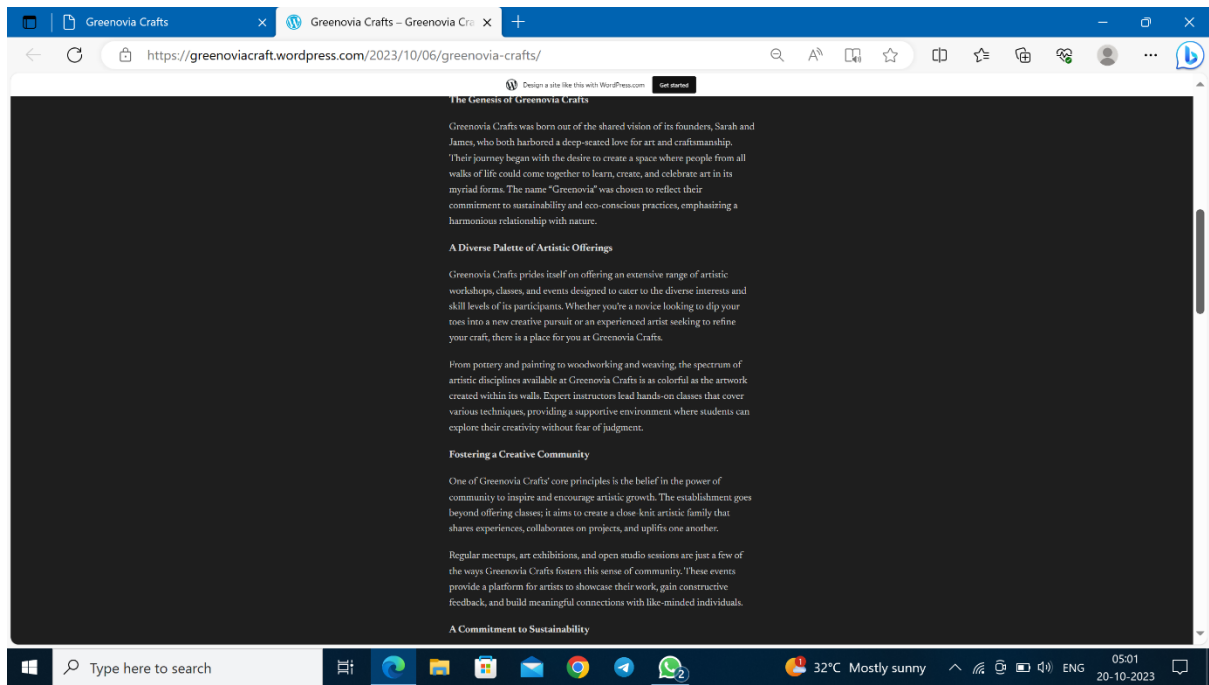 Greenovia Crafts
Greenovia Crafts – Greenovia Cra
https://greenoviacraft.wordpress.com/2023/10/06/greenovia-crafts/
Design a site like this with WordPress.com
Get started
The Genesis of Greenovia Crafts
Greenovia Crafts was born out of the shared vision of its founders, Sarah and
James, who both harbored a deep-seated love for art and craftsmanship.
Their journey began with the desire to create a space where people from all
walks of life could come together to learn, create, and celebrate art in its
myriad forms. The name “Greenovia” was chosen to reflect their
commitment to sustainability and eco-conscious practices, emphasizing a
harmonious relationship with nature.
A Diverse Palette of Artistic Offerings
Greenovia Crafts prides itself on offering an extensive range of artistic
workshops, classes, and events designed to cater to the diverse interests and
skill levels of its participants. Whether you’re a novice looking to dip your
toes into a new creative pursuit or an experienced artist seeking to refine
your craft, there is a place for you at Greenovia Crafts.
From pottery and painting to woodworking and weaving, the spectrum of
artistic disciplines available at Greenovia Crafts is as colorful as the artwork
created within its walls. Expert instructors lead hands-on classes that cover
various techniques, providing a supportive environment where students can
explore their creativity without fear of judgment.
Fostering a Creative Community
One of Greenovia Crafts’ core principles is the belief in the power of
community to inspire and encourage artistic growth. The establishment goes
beyond offering classes; it aims to create a close-knit artistic family that
shares experiences, collaborates on projects, and uplifts one another.
Regular meetups, art exhibitions, and open studio sessions are just a few of
the ways Greenovia Crafts fosters this sense of community. These events
provide a platform for artists to showcase their work, gain constructive
feedback, and build meaningful connections with like-minded individuals.
A Commitment to Sustainability
Type here to search
2
1
32°C Mostly sunny
ENG
05:01
20-10-2023